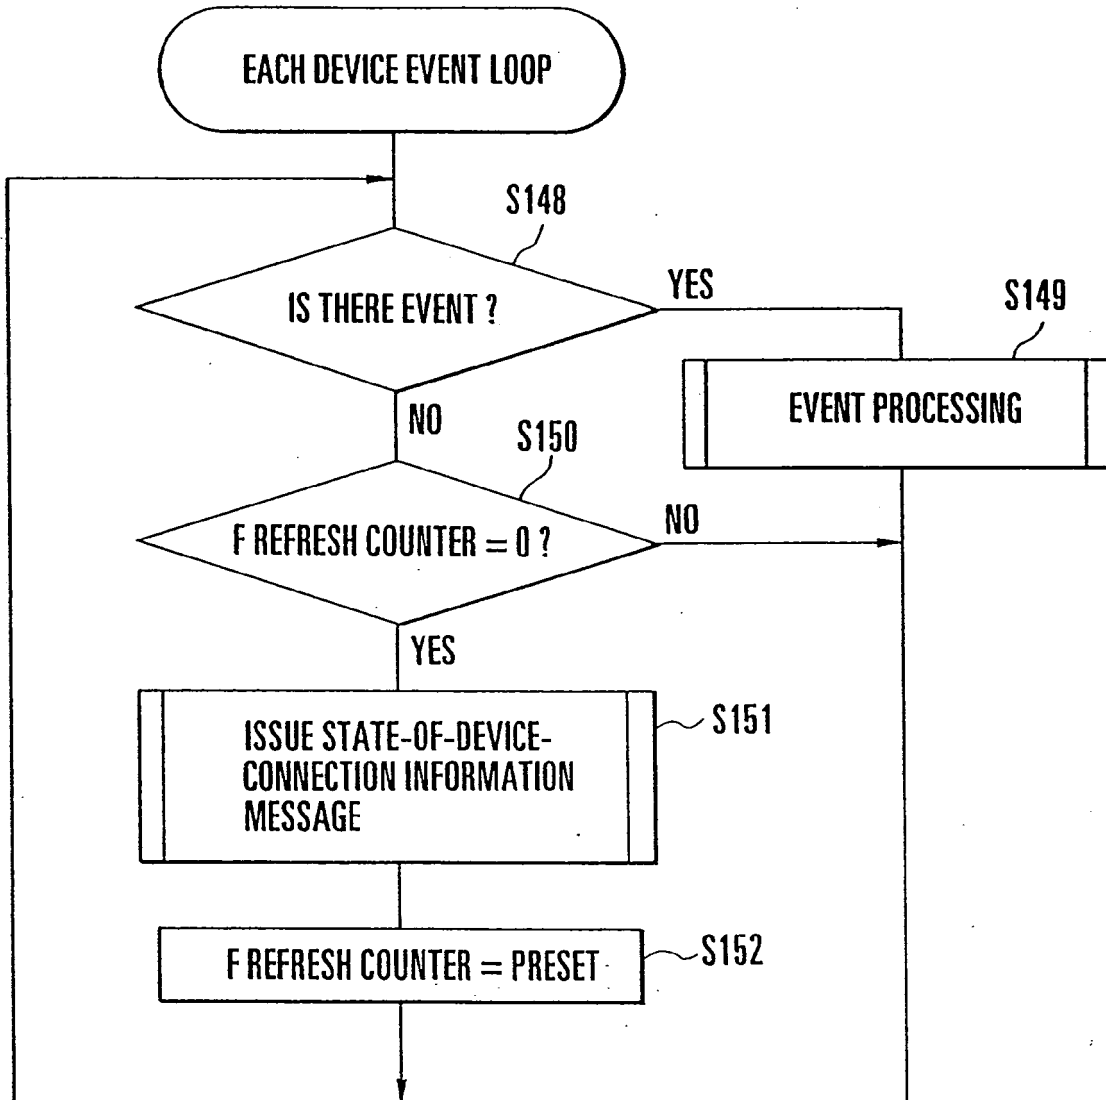 EACH DEVICE EVENT LOOP
S148
IS THERE EVENT ?
YES
S149
EVENT PROCESSING
NO
S150
F REFRESH COUNTER = 0 ?
NO
YES
ISSUE STATE-OF-DEVICE-
CONNECTION INFORMATION
MESSAGE
S151
F REFRESH COUNTER = PRESET
S152